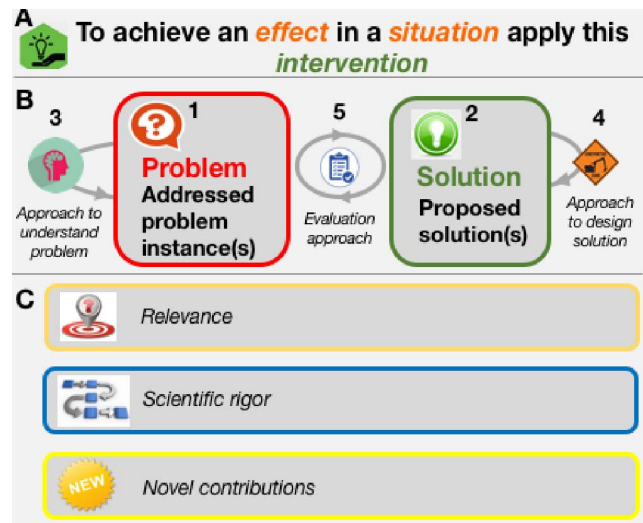 A
To achieve an effect in a situation apply this
intervention
B
3
Approach to
understand
problem
1
Problem
Addressed
problem
instance(s)
5
Evaluation
approach
2
Solution
Proposed
solution(s)
4
Approach
to design
solution
C
Relevance
Scientific rigor
NEW
Novel contributions